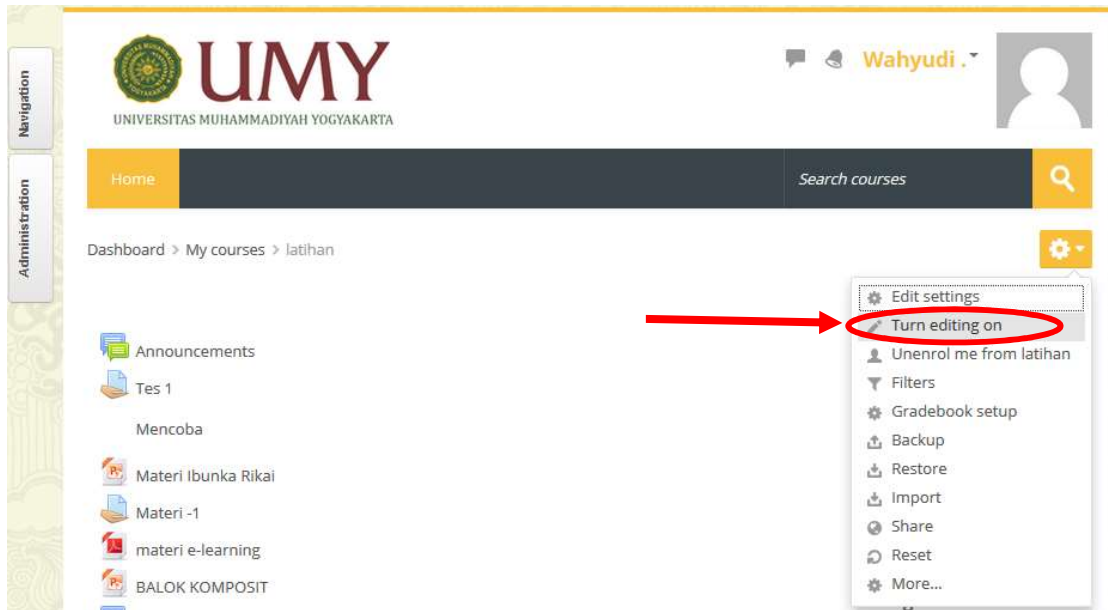 Navigation
Administration
UMY
UNIVERSITAS MUHAMMADIYAH YOGYAKARTA
Wahyudi .
Home
Search courses
Dashboard > My courses > latihan
Edit settings
Turn editing on
Unenrol me from latihan
Filters
Gradebook setup
Backup
Restore
Import
Share
Reset
More...
Announcements
Tes 1
Mencoba
Materi Ibunka Rikai
Materi -1
materi e-learning
BALOK KOMPOSIT